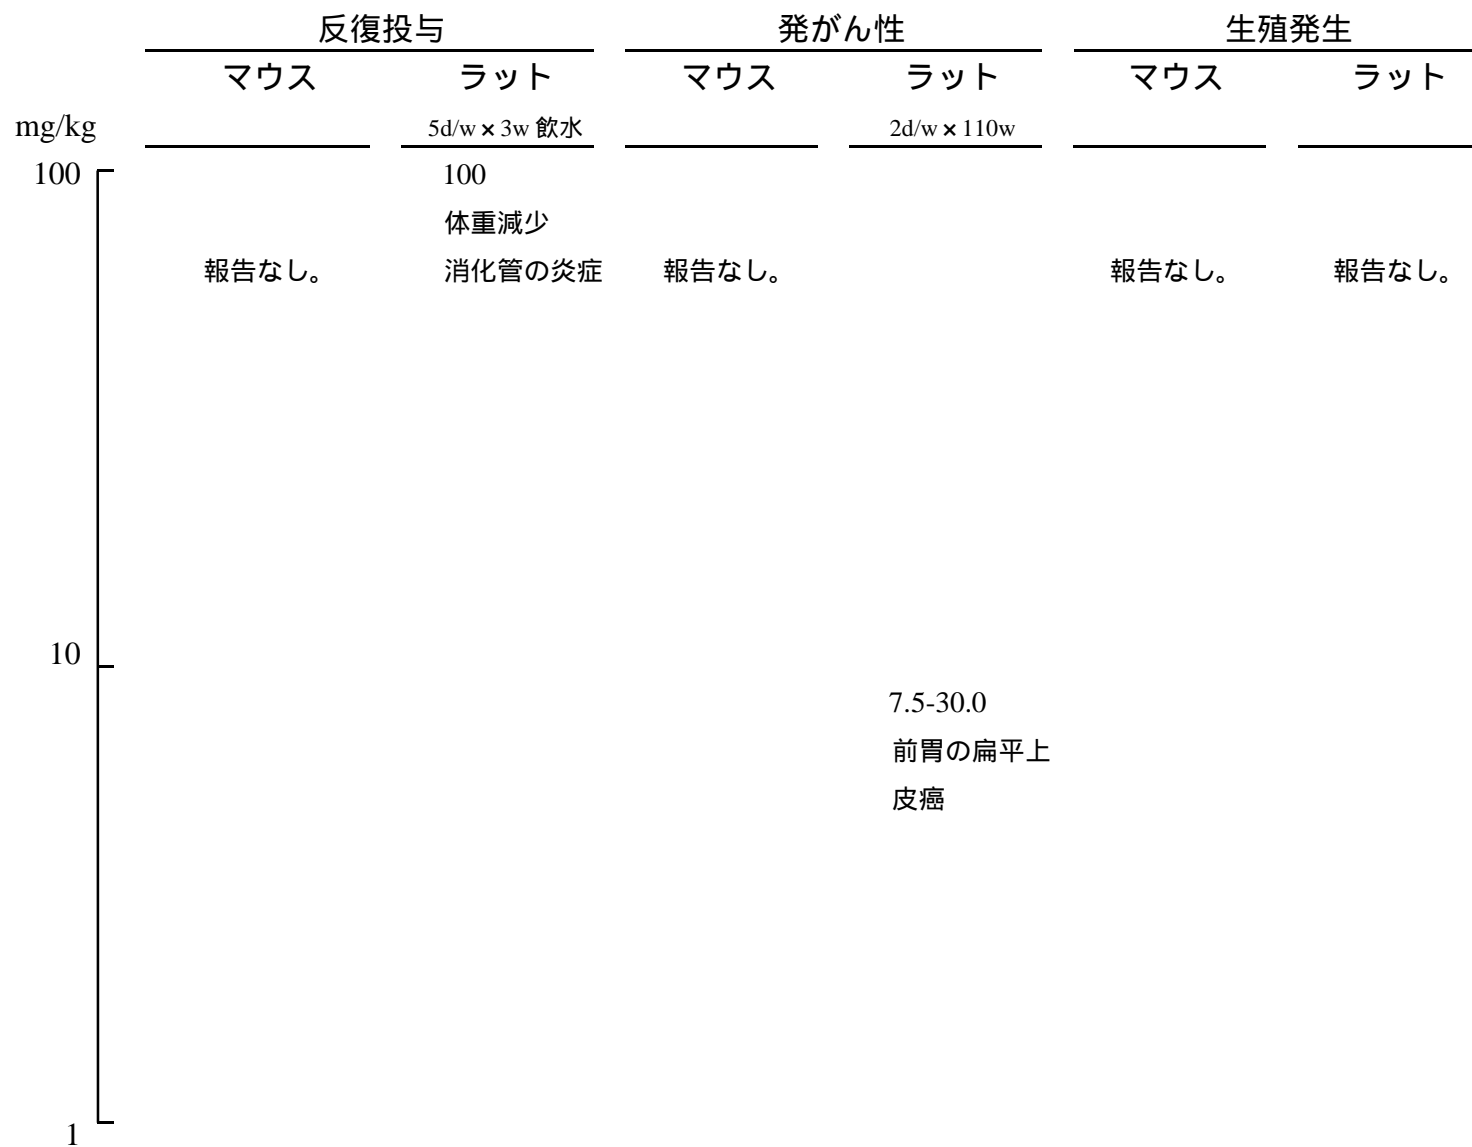 反復投与 発がん性 生殖発生
マウス ラット マウス ラット マウス ラット
mg/kg 5d/w × 3w 飲水 2d/w × 110w
100 100
体重減少
報告なし。 消化管の炎症 報告なし。 報告なし。 報告なし。
10
7.5-30.0
前胃の扁平上
皮癌
1